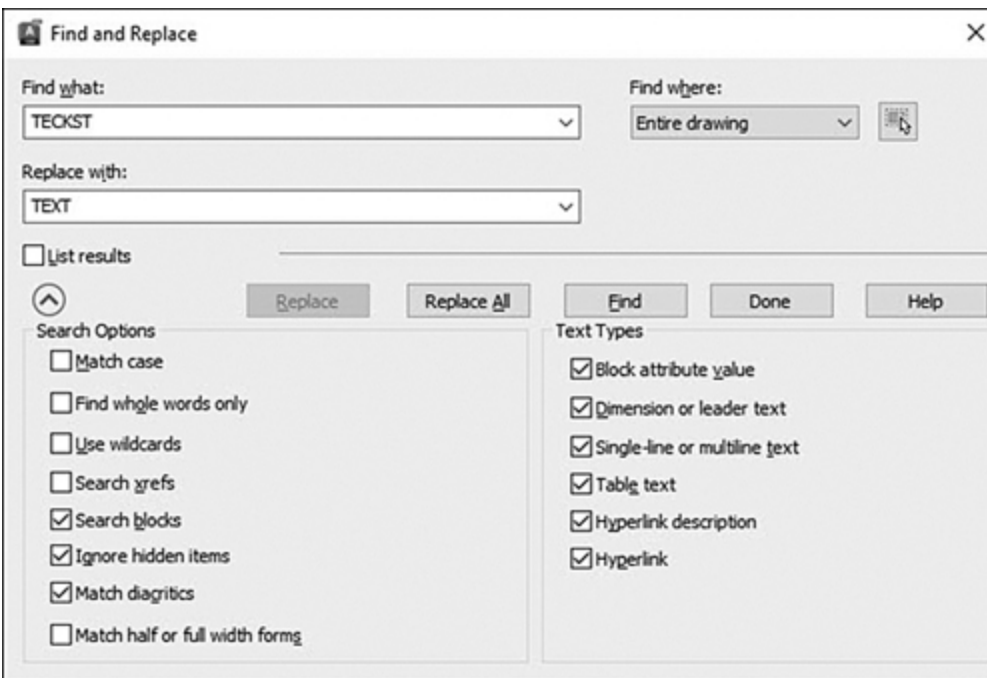 Find and Replace
Find what:
Find where:
TECKST
Entire drawing
Replace with:
TEXT
List results
Replace
Replace All
Find
Done
Help
Search Options
Match case
Find whole words only
Use wildcards
Search xrefs
Search blocks
Ignore hidden items
Match diagritics
Match half or full width forms
Text Types
Block attribute value
Dimension or leader text
Single-line or multiline text
Table text
Hyperlink description
Hyperlink